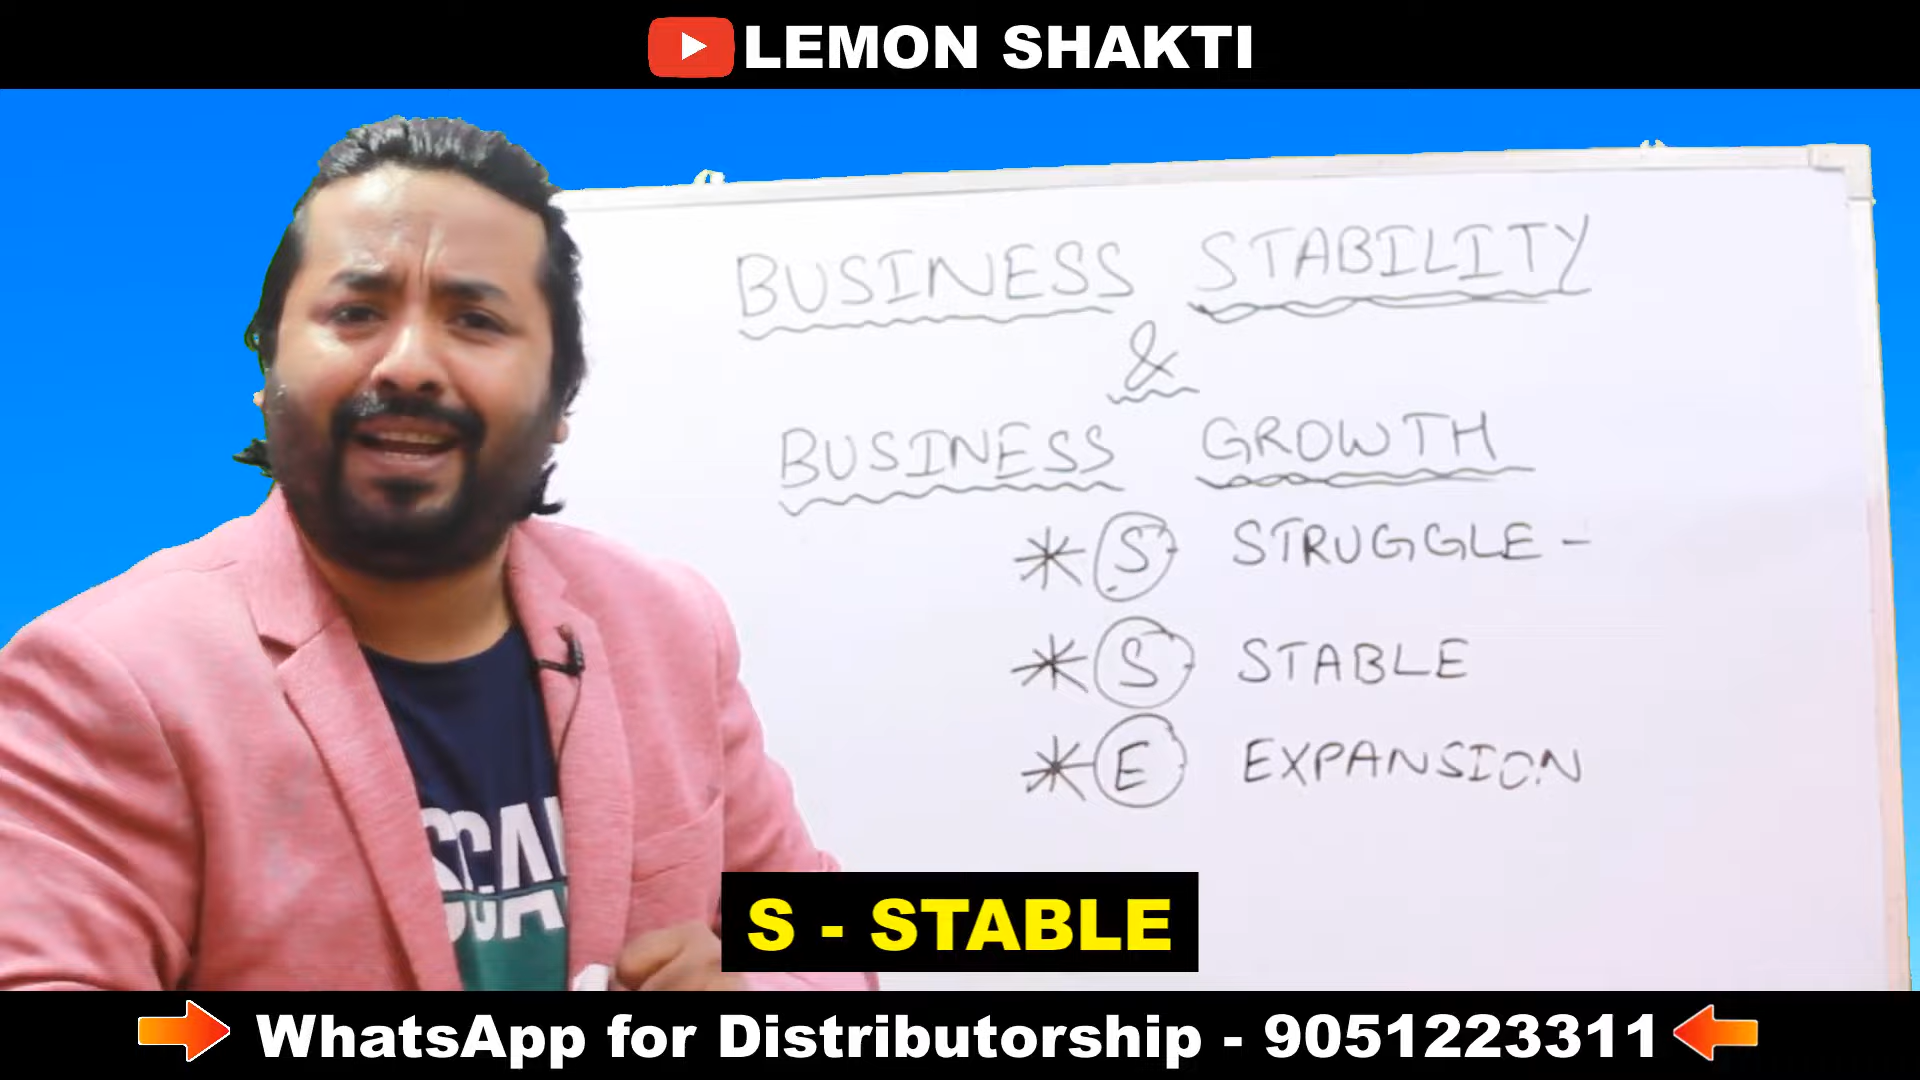 LEMON SHAKTI
BUSINESS STABILITY
&
BUSINESS GROWTH
* S STRUGGLE -
* S STABLE
* E EXPANSION
S - STABLE
WhatsApp for Distributorship - 9051223311